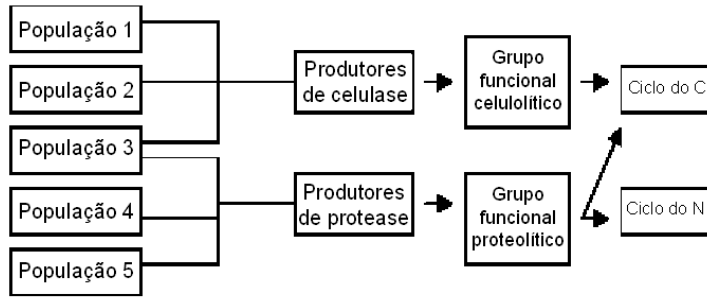 População 1
População 2
População 3
População 4
População 5
Produtores
de celulase
Produtores
de protease
Grupo
funcional
celulolítico
Grupo
funcional
proteolítico
Ciclo do C
Ciclo do N